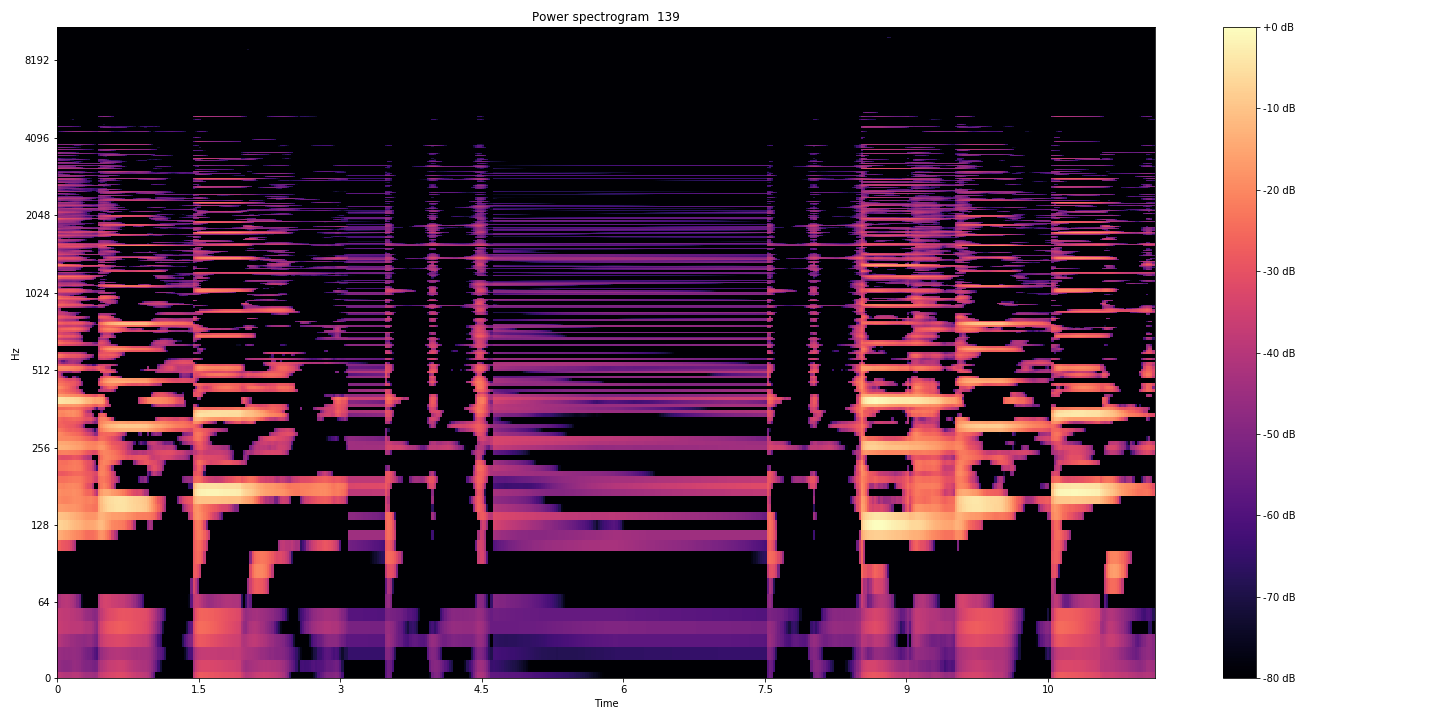 Power spectrogram  139
8192
4096
2048
1024
512
256
128
64
0
Hz
0
1.5
3
4.5
6
7.5
9
10
Time
+0 dB
-10 dB
-20 dB
-30 dB
-40 dB
-50 dB
-60 dB
-70 dB
-80 dB